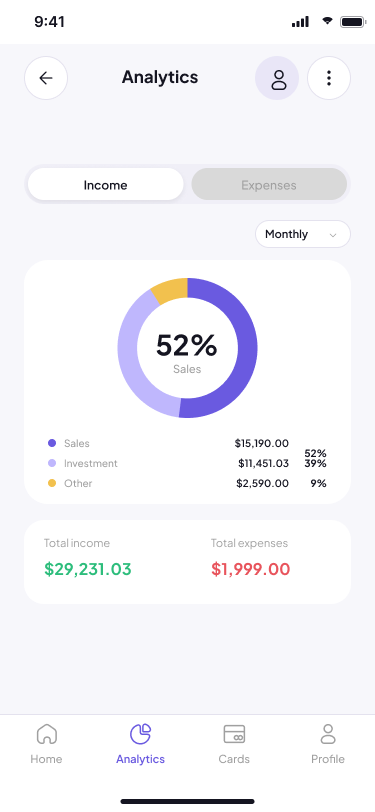 9:41
Analytics
Income Expenses
Monthly
52%
Sales
Sales $15,190.00 52%
Investment $11,451.03 39%
Other $2,590.00 9%
Total income Total expenses
$29,231.03 $1,999.00
Home Analytics Cards Profile